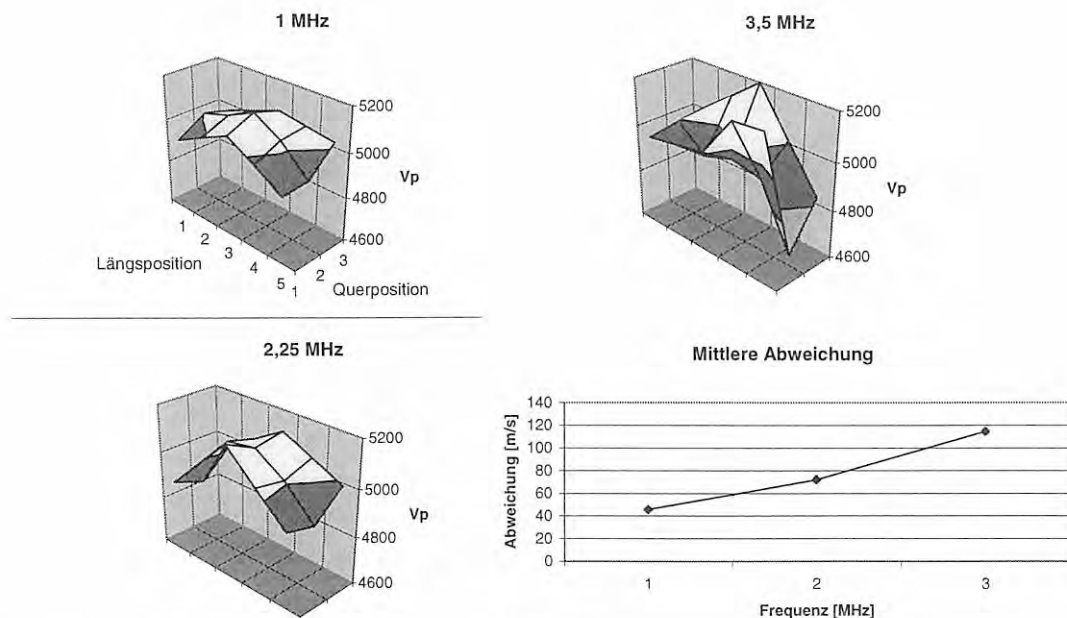 1 MHz
5200
5000
Vp
4800
4600
1
2
3
4
5
1
2
3
Längsposition
Querposition
3,5 MHz
5200
5000
Vp
4800
4600
2,25 MHz
5200
5000
Vp
4800
4600
Mittlere Abweichung
Abweichung [m/s]
140
120
100
80
60
40
20
0
1
2
3
Frequenz [MHz]